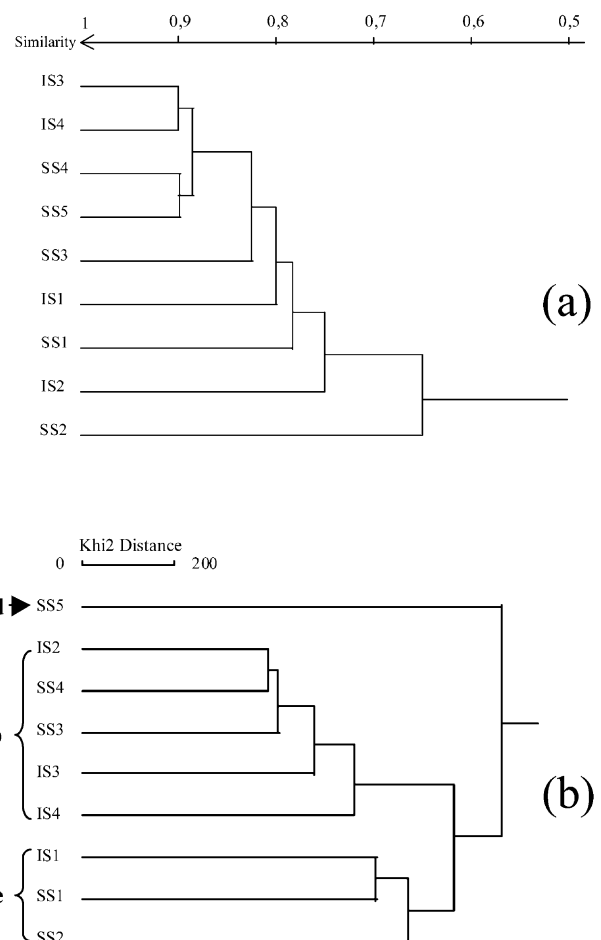 1 0,9 0,8 0,7 0,6 0,5
Similarity
IS3
IS4
SS4
SS5
SS3
IS1
(a)
SS1
IS2
SS2
Khi2 Distance
0 200
SS5
IS2
SS4
SS3
IS3
(b)
IS4
IS1
SS1
SS2